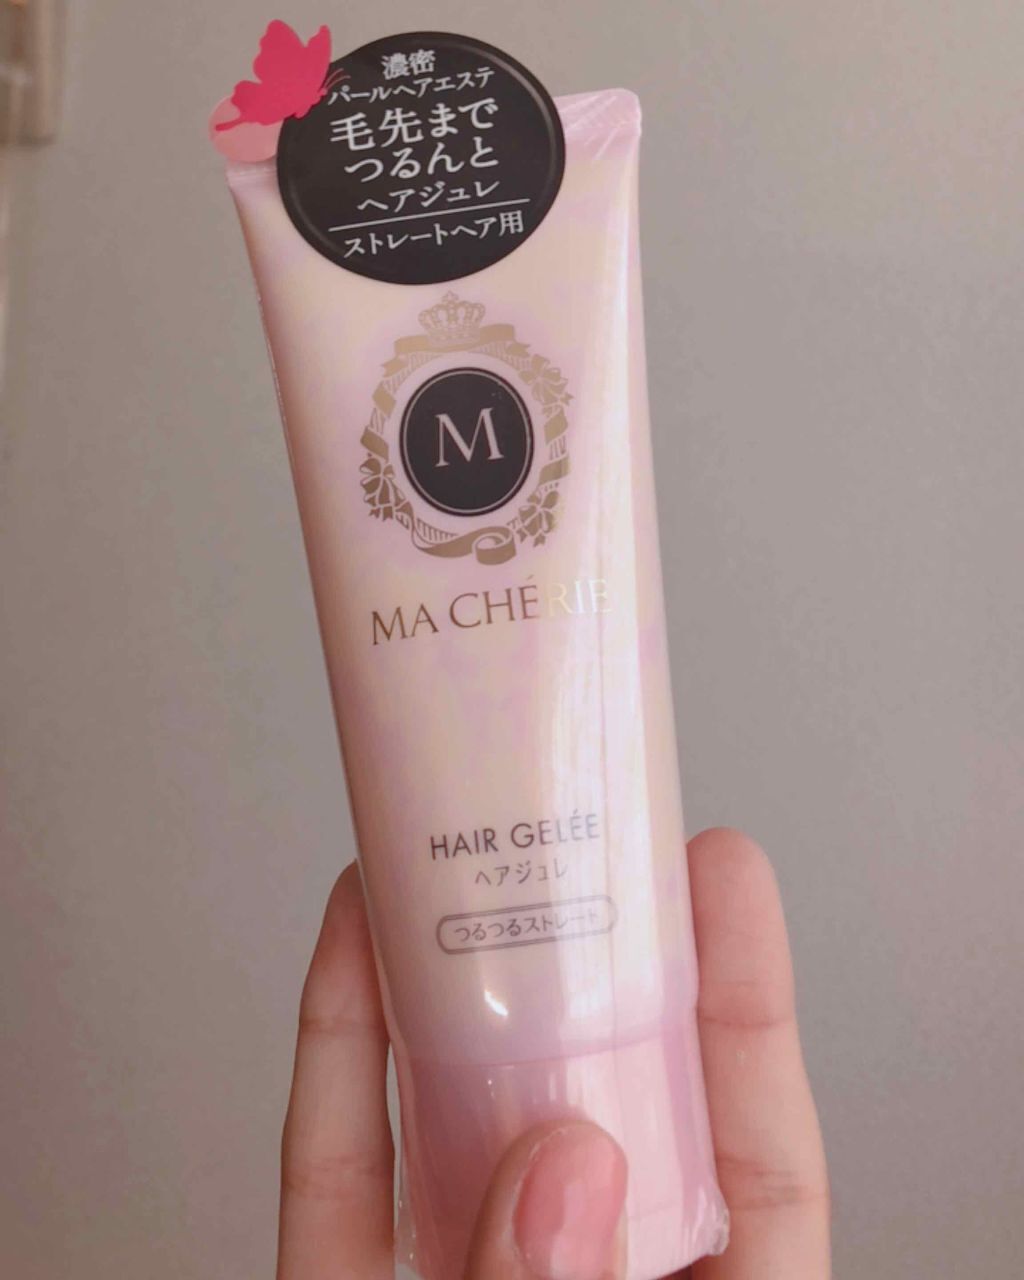 濃密
パールヘアエステ
毛先まで
つるんと
ヘアジュレ
ストレートヘア用
M
MA CHÉRIE
HAIR GELÉE
ヘアジュレ
つるつるストレート